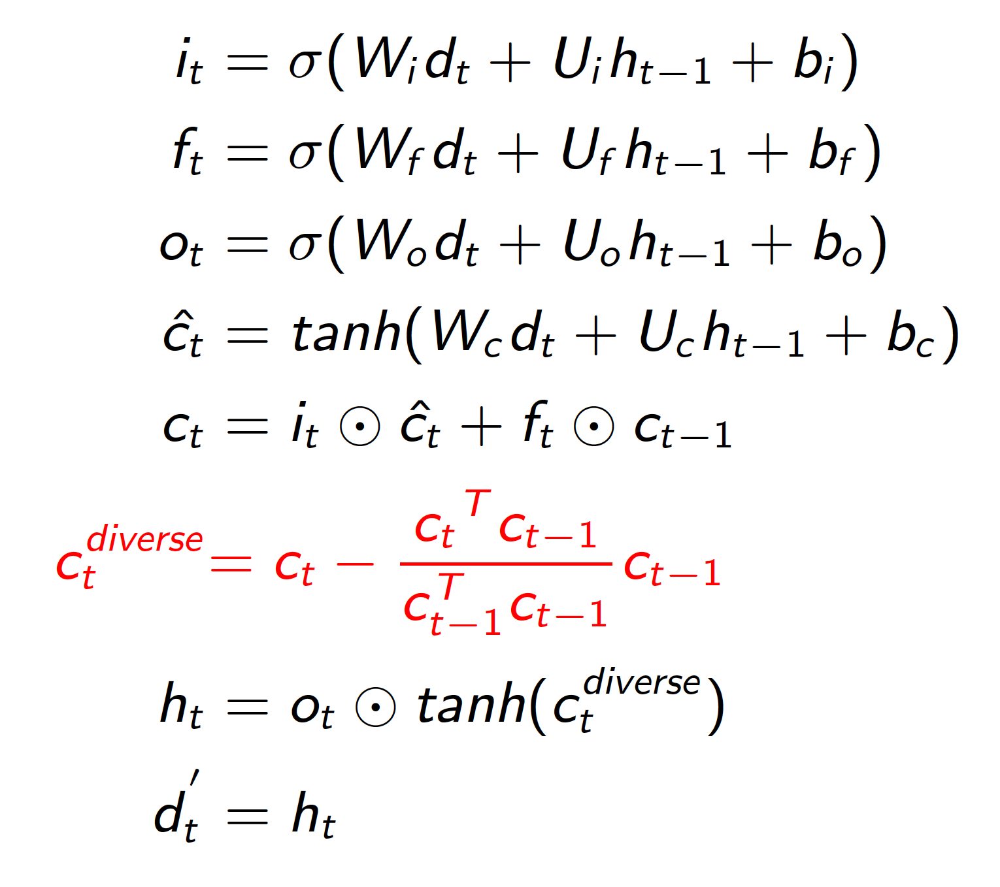 i_t = σ(W_i d_t + U_i h_{t−1} + b_i)
f_t = σ(W_f d_t + U_f h_{t−1} + b_f)
o_t = σ(W_o d_t + U_o h_{t−1} + b_o)
ĉ_t = tanh(W_c d_t + U_c h_{t−1} + b_c)
c_t = i_t ⊙ ĉ_t + f_t ⊙ c_{t−1}
c_t^{diverse} = c_t − \frac{c_t^T c_{t−1}}{c_{t−1}^T c_{t−1}} c_{t−1}
h_t = o_t ⊙ tanh(c_t^{diverse})
d_t^′ = h_t